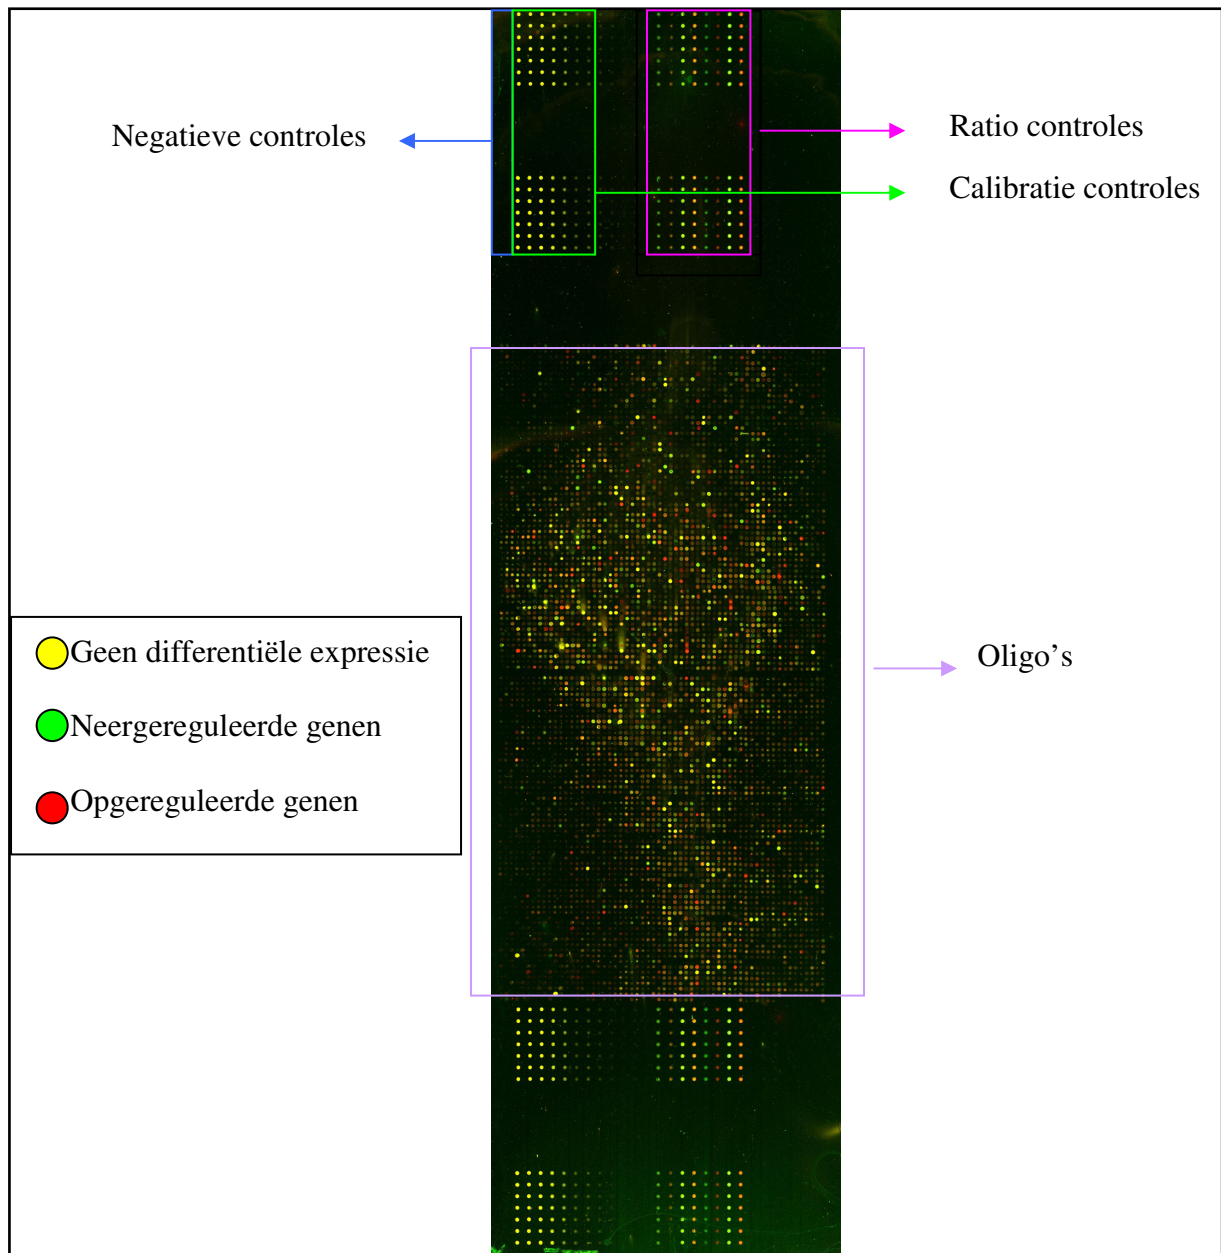 Negatieve controles
Ratio controles
Calibratie controles
Geen differentiële expressie
Neergereguleerde genen
Opgereguleerde genen
Oligo’s